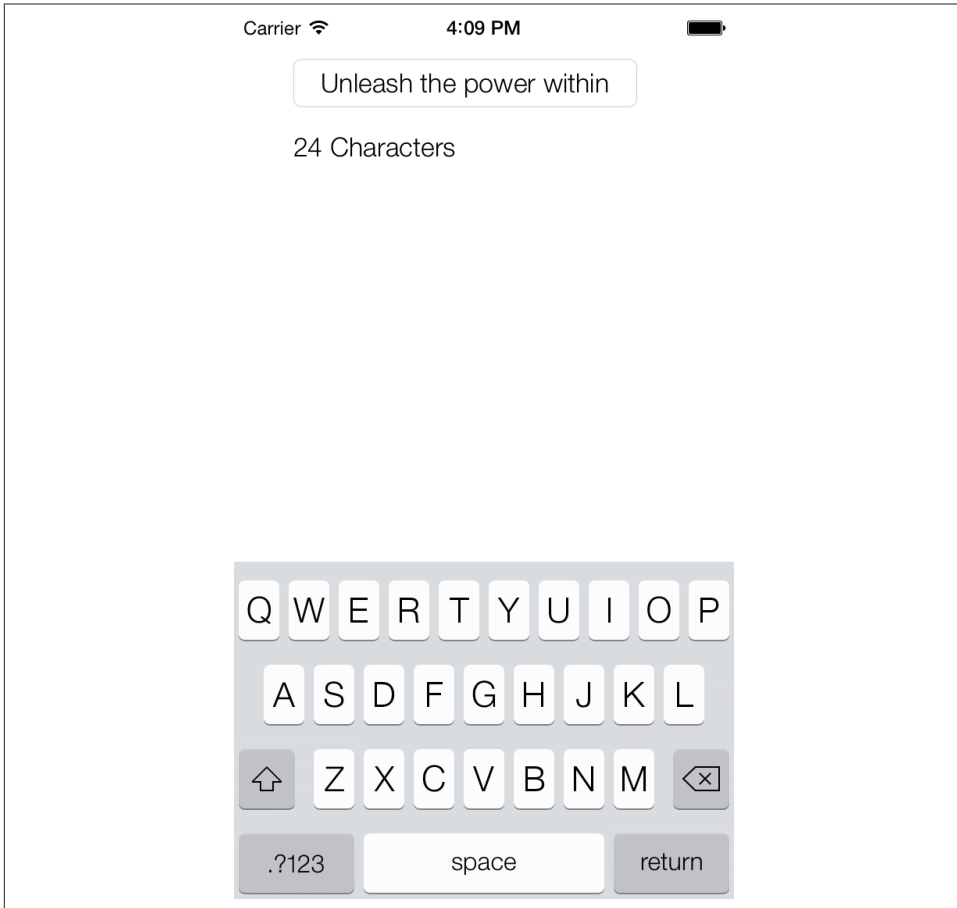 Carrier 4:09 PM
Unleash the power within
24 Characters
Q W E R T Y U I O P
A S D F G H J K L
Z X C V B N M
.?123 space return